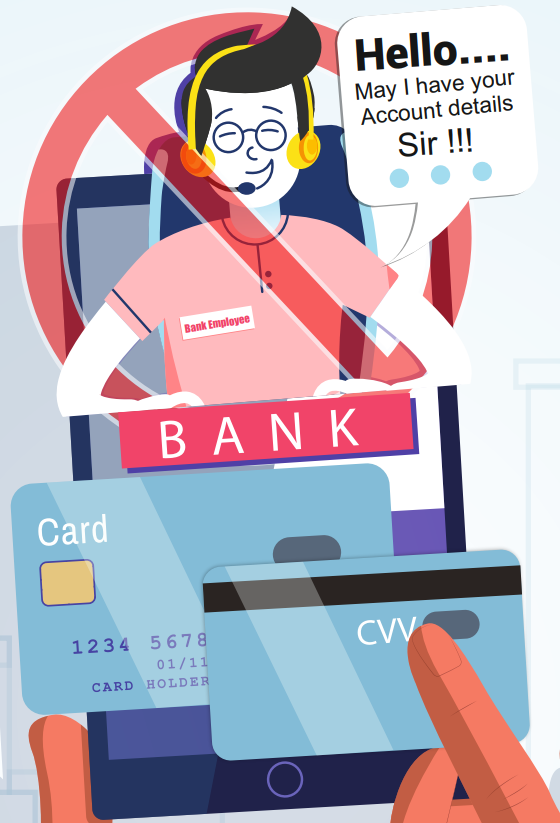 Hello....
May I have your
Account details
Sir !!!
Bank Employee
BANK
Card
1234 5678
01/11
CARD HOLDER
CVV